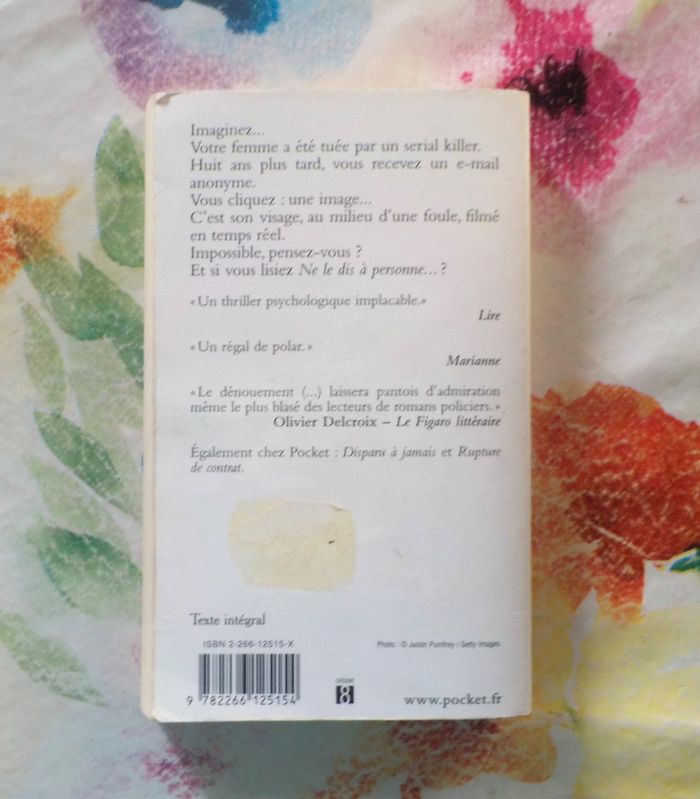 Imaginez...
Votre femme a été tuée par un serial killer.
Huit ans plus tard, vous recevez un e-mail
anonyme.
Vous cliquez : une image...
C'est son visage, au milieu d'une foule, filmé
en temps réel.
Impossible, pensez-vous ?
Et si vous lisiez Ne le dis à personne... ?
« Un thriller psychologique implacable.»
Lire
« Un régal de polar. »
Marianne
« Le dénouement (...) laissera pantois d'admiration
même le plus blasé des lecteurs de romans policiers. »
Olivier Delcroix – Le Figaro littéraire
Également chez Pocket : Disparu à jamais et Rupture
de contrat.
Texte intégral
ISBN 2-266-12515-X
Photo : © Justin Pumfrey / Getty Images
9 782266 125154
8
www.pocket.fr